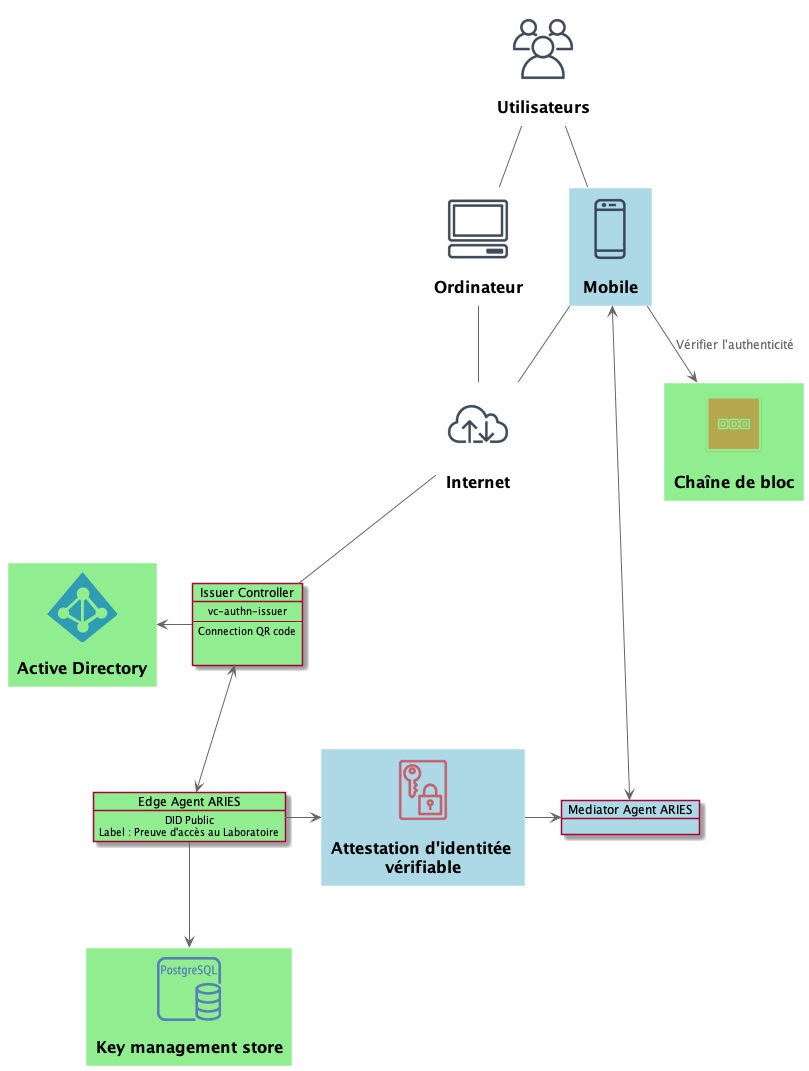 Utilisateurs
Ordinateur
Mobile
Vérifier l'authenticité
Internet
Chaîne de bloc
Issuer Controller
vc-authn-issuer
Connection QR code
Active Directory
Edge Agent ARIES
DID Public
Label : Preuve d'accès au Laboratoire
Attestation d'identitée
vérifiable
Mediator Agent ARIES
PostgreSQL
Key management store